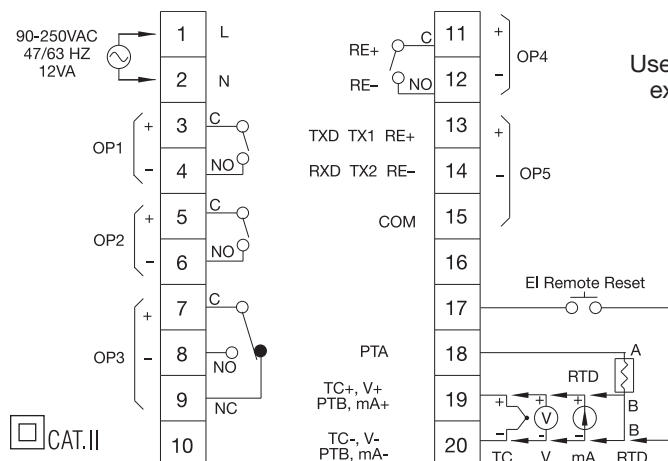 90-250VAC
47/63 HZ
12VA
1 L
2 N
OP1 + 3 C
− 4 NO
OP2 + 5 C
− 6 NO
OP3 + 7 C
− 8 NO
9 NC
CAT.II 10
RE+ C 11 + OP4
RE− NO 12 −
TXD TX1 RE+ 13 +
RXD TX2 RE− 14 − OP5
COM 15
16
17 EI Remote Reset
PTA 18 A
RTD
TC+, V+
PTB, mA+ 19 + + V + B
TC-, V-
PTB, mA- 20 − − − B
TC V mA RTD
Use
ex